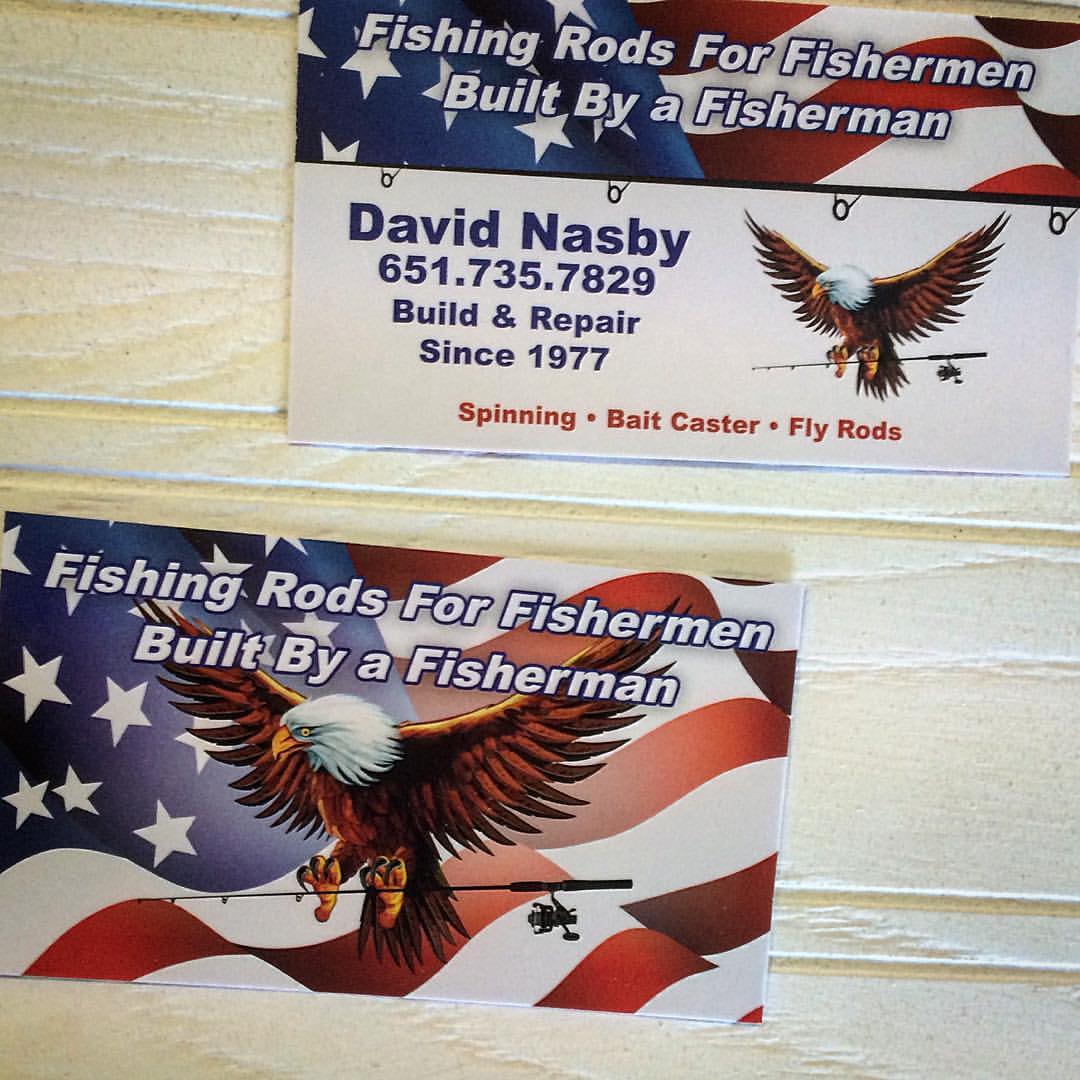 Fishing Rods For Fishermen
Built By a Fisherman
David Nasby
651.735.7829
Build & Repair
Since 1977
Spinning • Bait Caster • Fly Rods
Fishing Rods For Fishermen
Built By a Fisherman